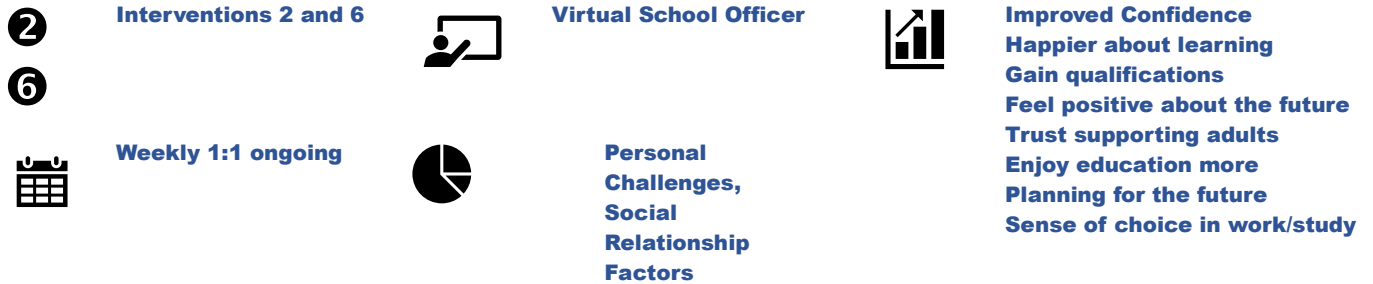 ❷
❻
Interventions 2 and 6
Virtual School Officer
Improved Confidence
Happier about learning
Gain qualifications
Feel positive about the future
Trust supporting adults
Enjoy education more
Planning for the future
Sense of choice in work/study
Weekly 1:1 ongoing
Personal
Challenges,
Social
Relationship
Factors